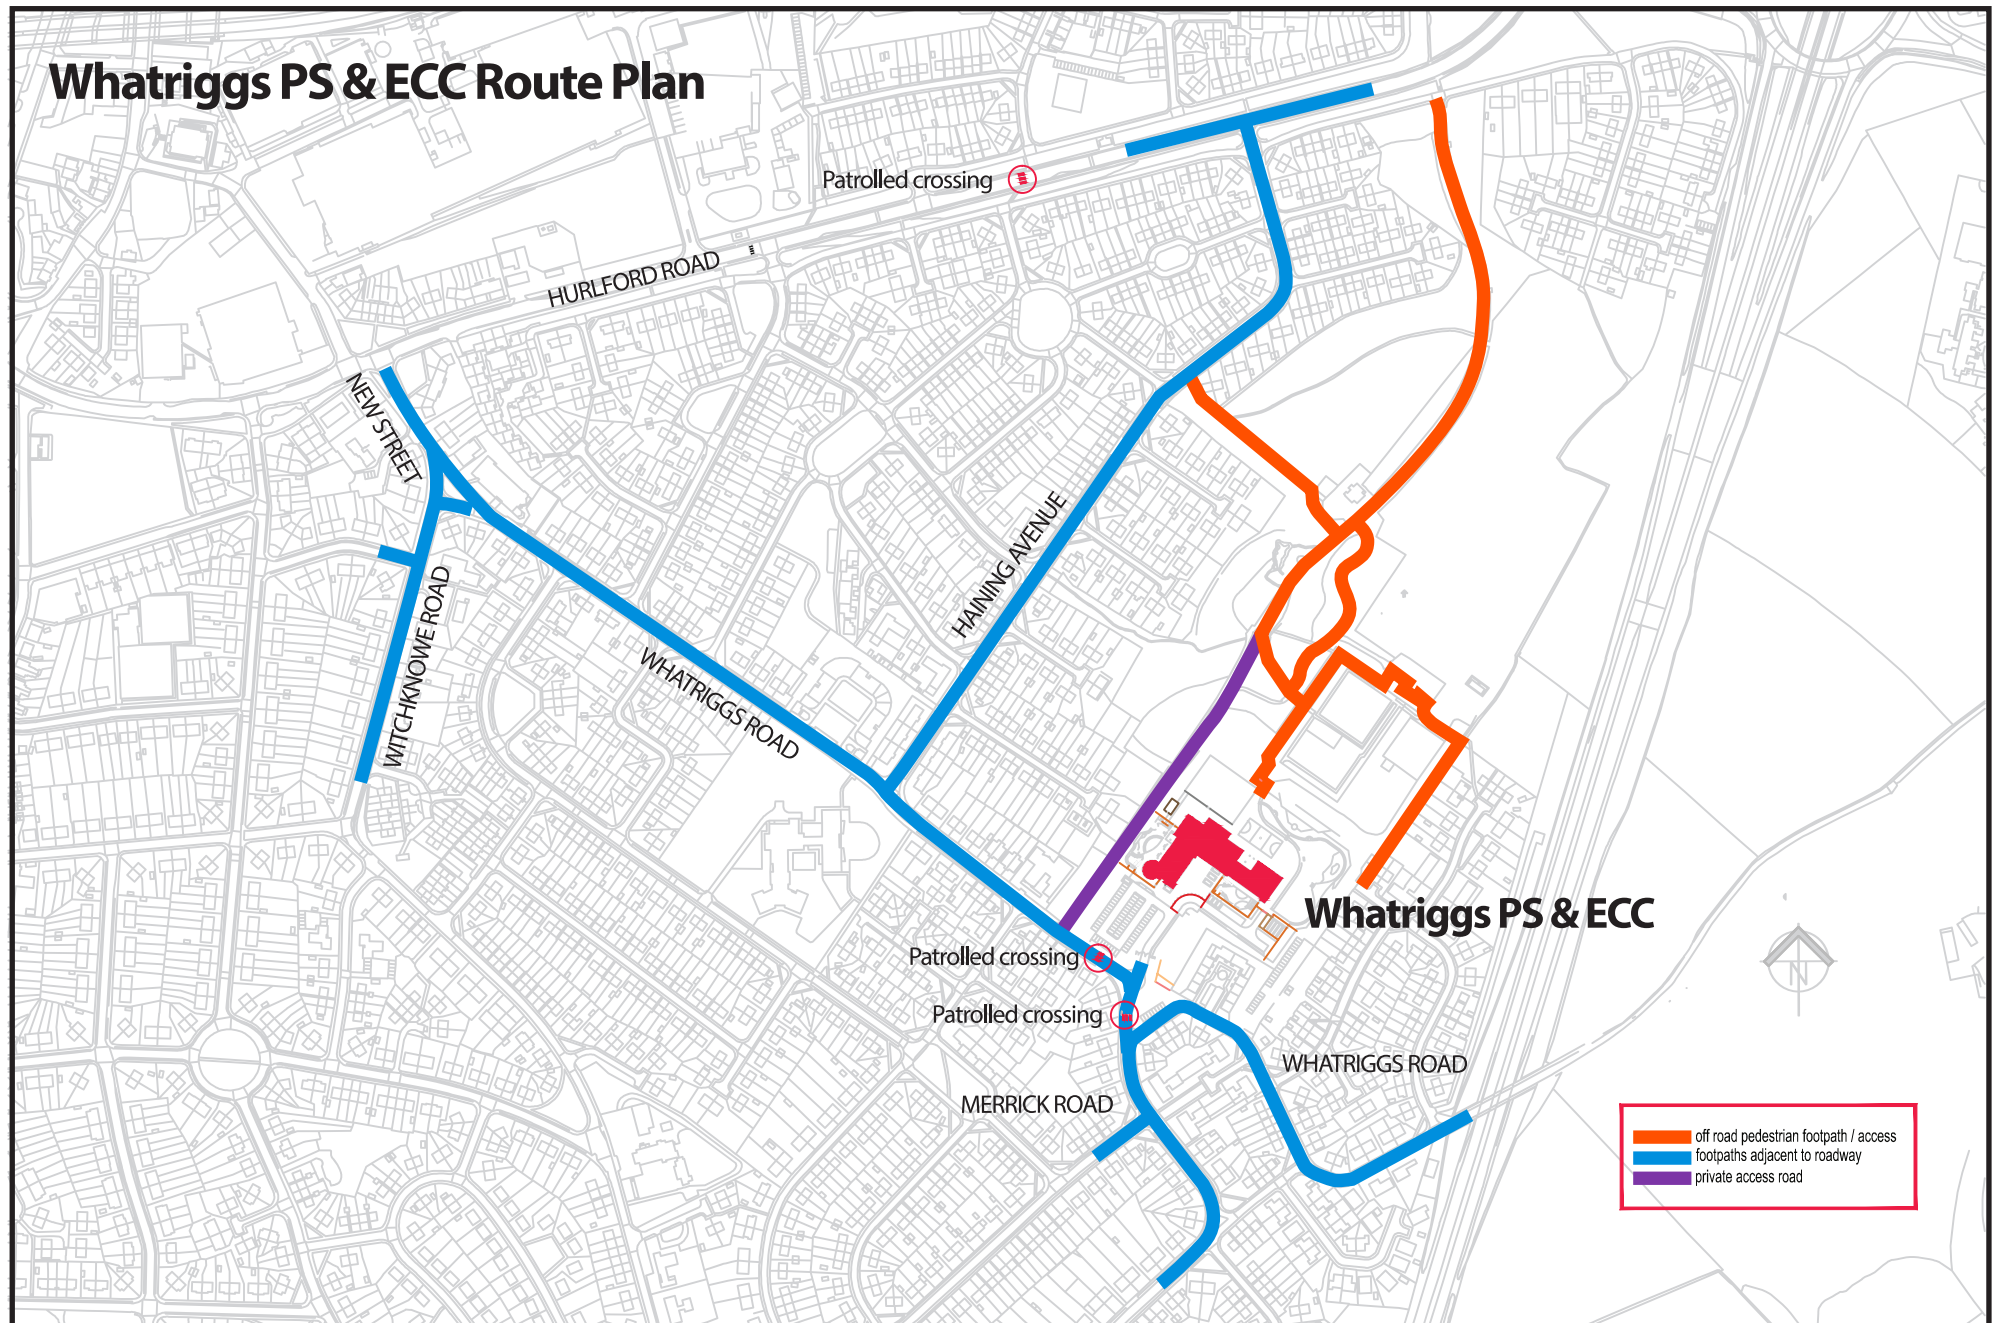 Whatriggs PS & ECC Route Plan
Patrolled crossing
HURLFORD ROAD
NEW STREET
HAINING AVENUE
WITCHKNOWE ROAD
WHATRIGGS ROAD
Whatriggs PS & ECC
Patrolled crossing
N
Patrolled crossing
WHATRIGGS ROAD
MERRICK ROAD
off road pedestrian footpath / access
footpaths adjacent to roadway
private access road